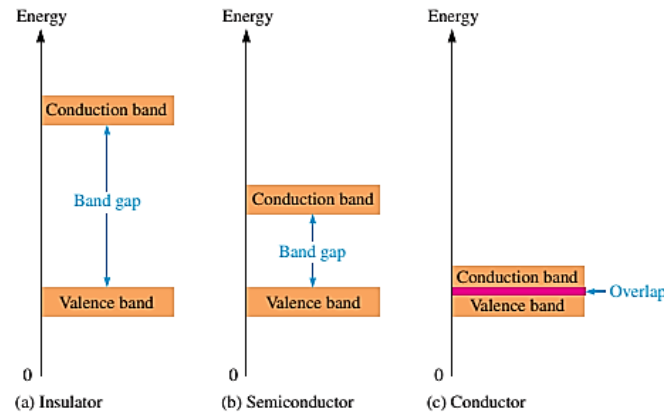 Energy
Conduction band
Band gap
Valence band
0
(a) Insulator
Energy
Conduction band
Band gap
Valence band
0
(b) Semiconductor
Energy
Conduction band
Overlap
Valence band
0
(c) Conductor